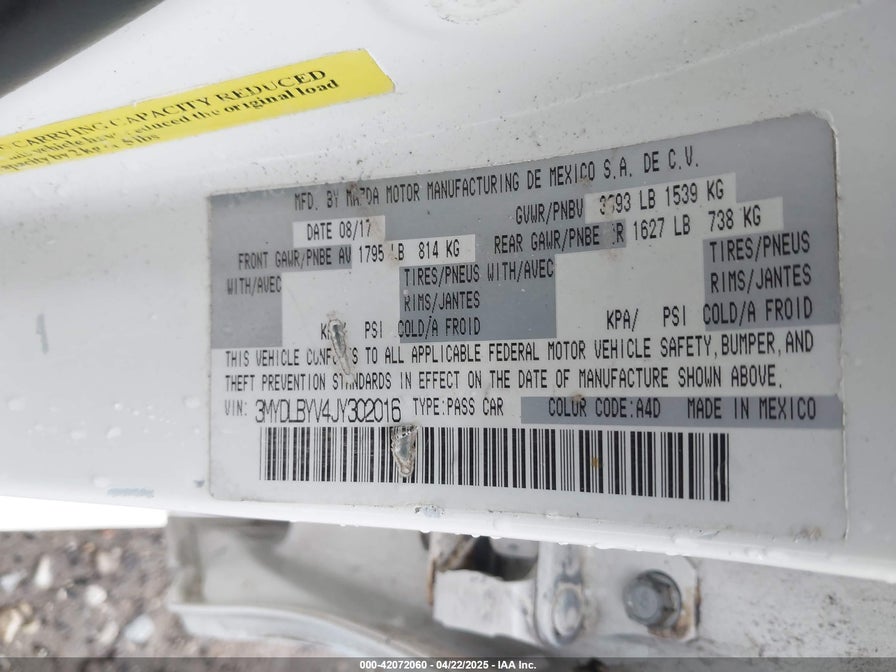 CARRYING CAPACITY REDUCED
the original load
capacity by
MFD. BY MAZDA MOTOR MANUFACTURING DE MEXICO S.A. DE C.V.
DATE 08/17 GVWR/PNBV LB 1539 KG
FRONT GAWR/PNBE AV 1795 LB 814 KG REAR GAWR/PNBE R 1627 LB 738 KG
WITH/AVEC TIRES/PNEUS WITH/AVEC TIRES/PNEUS
RIMS/JANTES RIMS/JANTES
PSI COLD/A FROID KPA/ PSI COLD/A FROID
THIS VEHICLE TO ALL APPLICABLE FEDERAL MOTOR VEHICLE SAFETY, BUMPER, AND
THEFT PREVENTION STANDARDS IN EFFECT ON THE DATE OF MANUFACTURE SHOWN ABOVE.
VIN: 3MYDLBYV4JY302016 TYPE:PASS CAR COLOR CODE:A4D MADE IN MEXICO
000-42072060 - 04/22/2025 - IAA Inc.